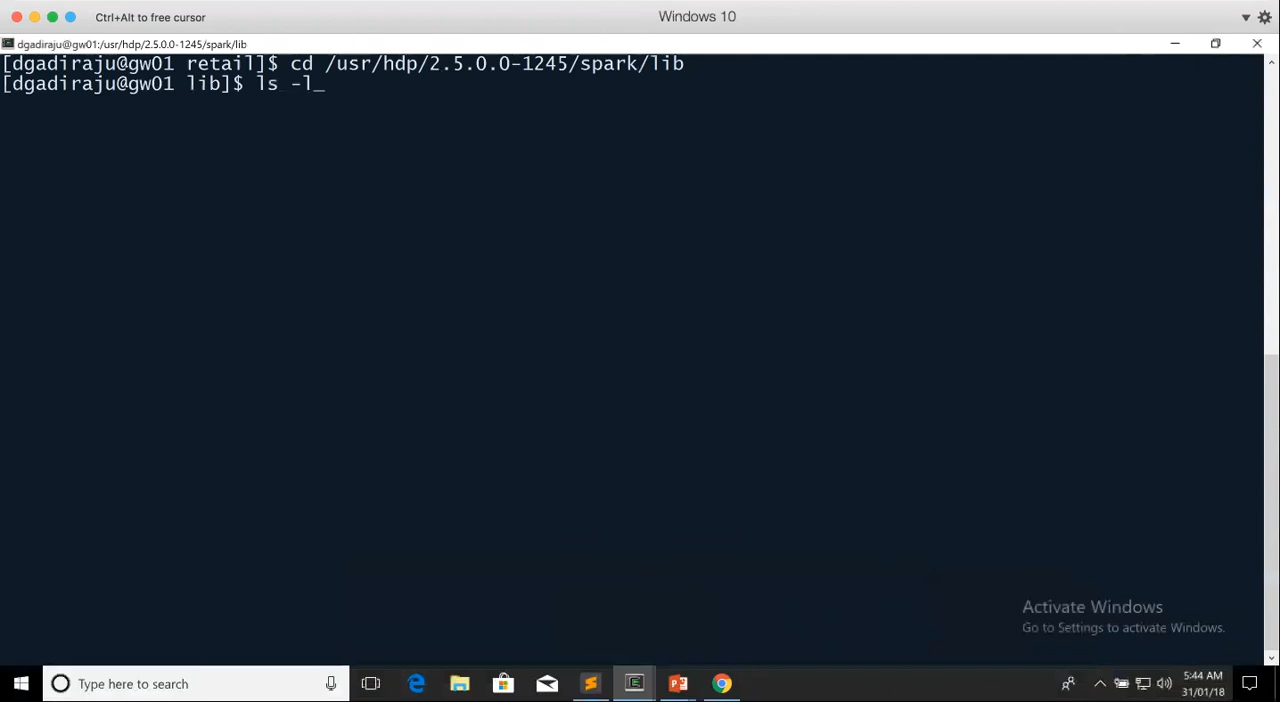 Ctrl+Alt to free cursor
Windows 10
dgadiraju@gw01:/usr/hdp/2.5.0.0-1245/spark/lib
[dgadiraju@gw01 retail]$ cd /usr/hdp/2.5.0.0-1245/spark/lib
[dgadiraju@gw01 lib]$ ls -l_
Activate Windows
Go to Settings to activate Windows.
Type here to search
5:44 AM
31/01/18